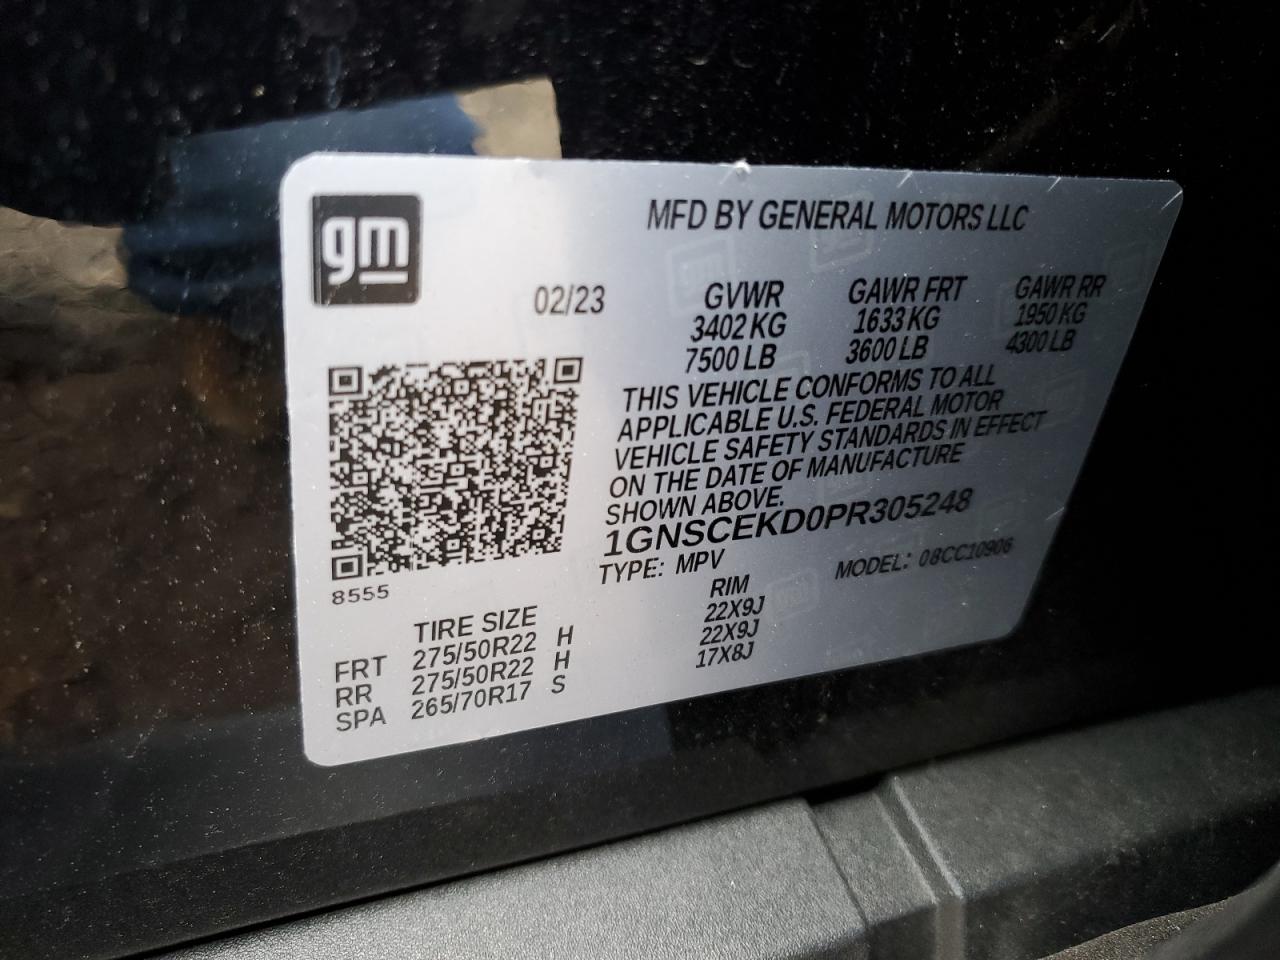 gm
MFD BY GENERAL MOTORS LLC
02/23
GVWR GAWR FRT GAWR RR
3402 KG 1633 KG 1950 KG
7500 LB 3600 LB 4300 LB
THIS VEHICLE CONFORMS TO ALL
APPLICABLE U.S. FEDERAL MOTOR
VEHICLE SAFETY STANDARDS IN EFFECT
ON THE DATE OF MANUFACTURE
SHOWN ABOVE.
1GNSCEKD0PR305248
TYPE: MPV MODEL: 08CC10906
8555
TIRE SIZE RIM
FRT 275/50R22 H 22X9J
RR 275/50R22 H 22X9J
SPA 265/70R17 S 17X8J